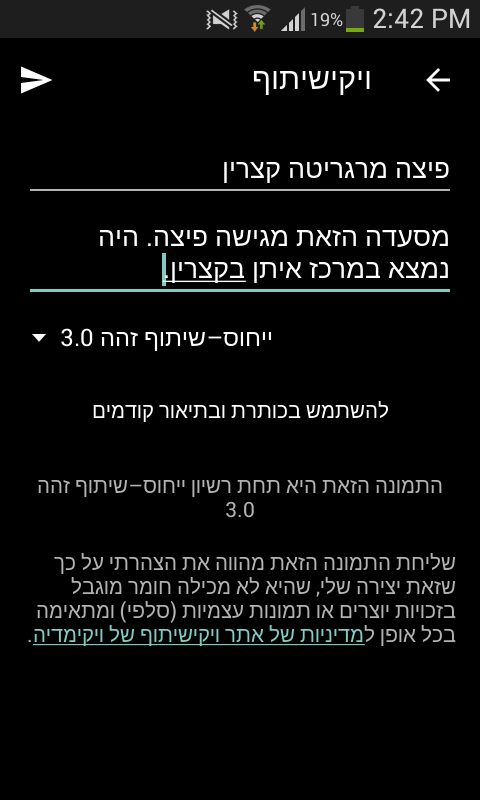 19% 2:42 PM
ויקישיתוף
פיצה מרגריטה קצרין
מסעדה הזאת מגישה פיצה. היה
נמצא במרכז איתן בקצרין.
ייחוס–שיתוף זהה 3.0
להשתמש בכותרת ובתיאור קודמים
התמונה הזאת היא תחת רשיון ייחוס–שיתוף זהה
3.0
שליחת התמונה הזאת מהווה את הצהרתי על כך
שזאת יצירה שלי, שהיא לא מכילה חומר מוגבל
בזכויות יוצרים או תמונות עצמיות (סלפי) ומתאימה
בכל אופן למדיניות של אתר ויקישיתוף של ויקימדיה.